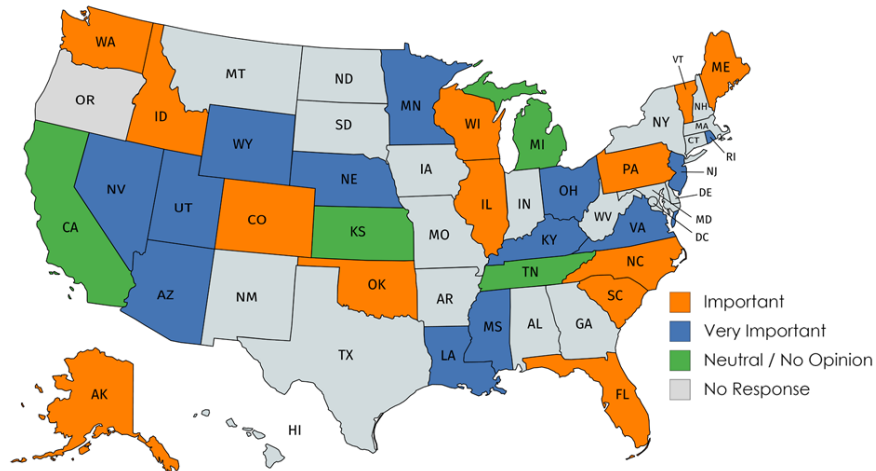 WA
MT
ND
MN
OR
ID
SD
WI
MI
VT
ME
NH
NY
MA
CT
RI
WY
NV
UT
CO
NE
IA
IL
IN
OH
PA
NJ
DE
MD
DC
CA
KS
MO
KY
WV
VA
AZ
NM
OK
AR
TN
NC
SC
MS
AL
GA
LA
TX
FL
AK
HI
Important
Very Important
Neutral / No Opinion
No Response